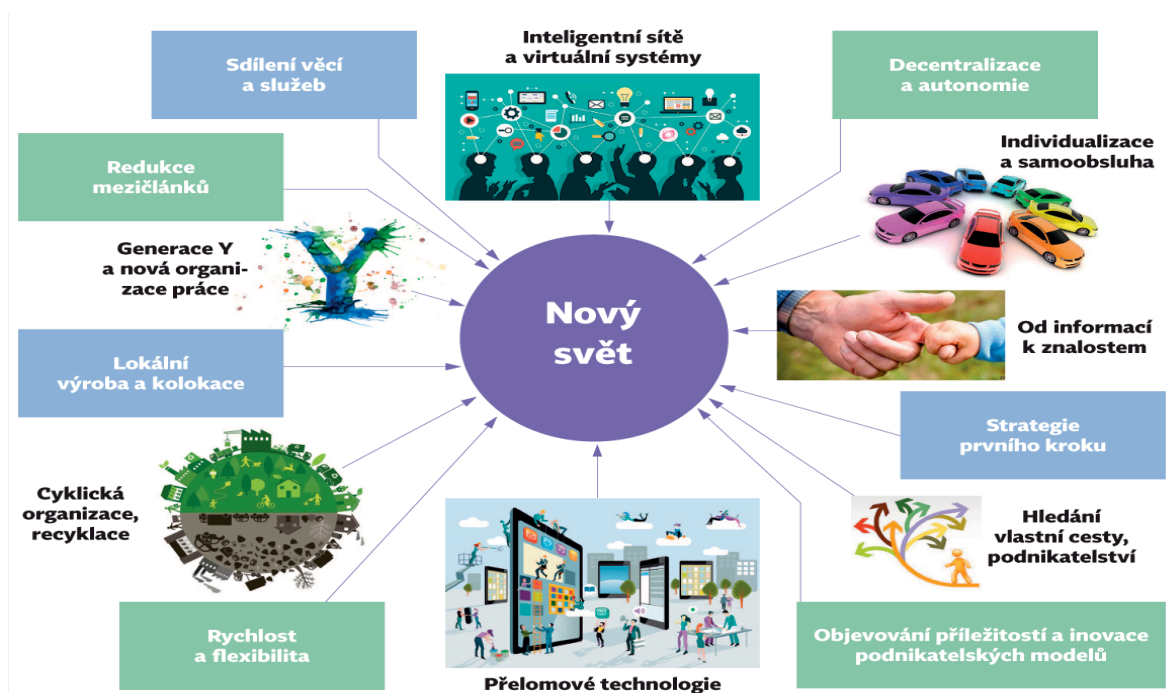 Sdílení věcí
a služeb
Inteligentní sítě
a virtuální systémy
Decentralizace
a autonomie
Redukce
mezičlánků
Individualizace
a samoobsluha
Generace Y
a nová organi-
zace práce
Y
Nový
svět
Od informací
k znalostem
Lokální
výroba a kolokace
Strategie
prvního kroku
Cyklická
organizace,
recyklace
Hledání
vlastní cesty,
podnikatelství
Rychlost
a flexibilita
Přelomové technologie
Objevování příležitostí a inovace
podnikatelských modelů